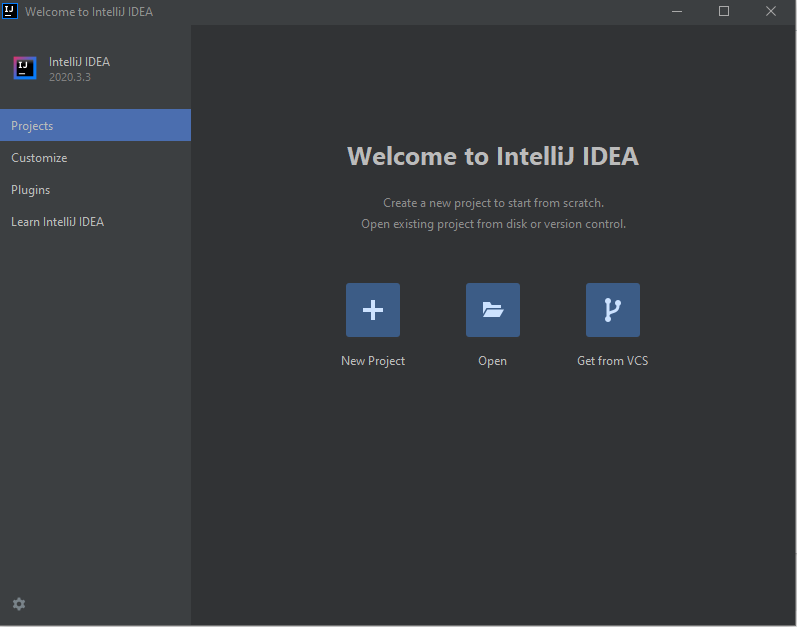 Welcome to IntelliJ IDEA
IntelliJ IDEA
2020.3.3
Projects
Customize
Plugins
Learn IntelliJ IDEA
Welcome to IntelliJ IDEA
Create a new project to start from scratch.
Open existing project from disk or version control.
New Project
Open
Get from VCS